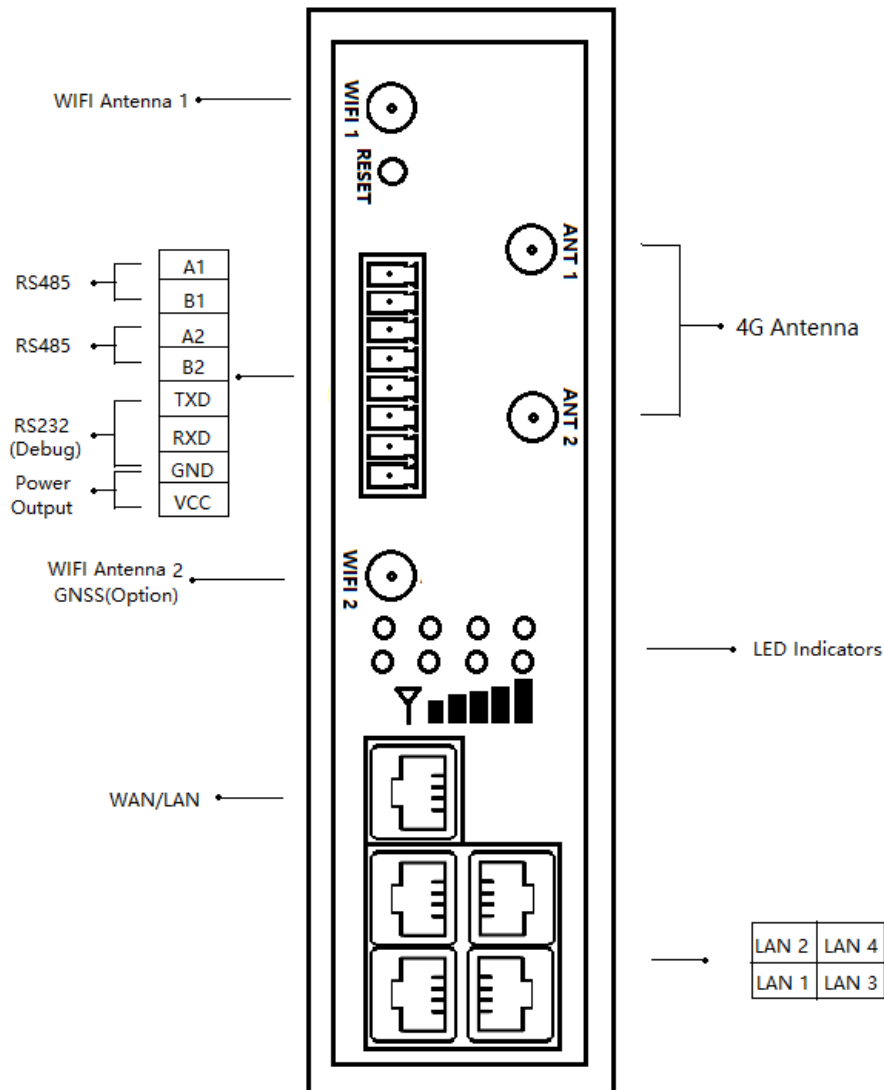 WIFI Antenna 1
WIFI 1
RESET
ANT 1
RS485
A1
B1
RS485
A2
B2
4G Antenna
TXD
ANT 2
RS232
(Debug)
RXD
GND
Power
Output
VCC
WIFI Antenna 2
GNSS(Option)
WIFI 2
LED Indicators
WAN/LAN
LAN 2 LAN 4
LAN 1 LAN 3